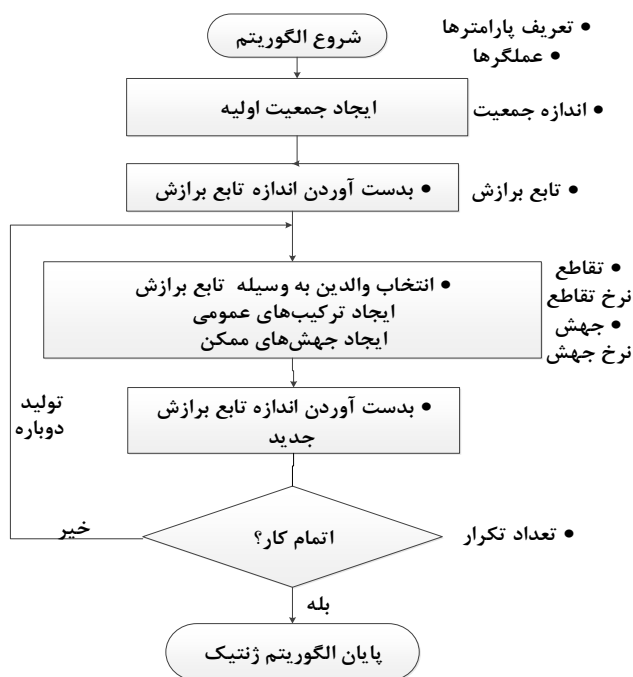 شروع الگوریتم
• تعریف پارامترها
• عملگرها
ایجاد جمعیت اولیه
• اندازه جمعیت
• بدست آوردن اندازه تابع برازش
• تابع برازش
• انتخاب والدین به وسیله تابع برازش
ایجاد ترکیب‌های عمومی
ایجاد جهش‌های ممکن
• تقاطع
نرخ تقاطع
• جهش
نرخ جهش
• بدست آوردن اندازه تابع برازش
جدید
تولید
دوباره
اتمام کار؟
• تعداد تکرار
خیر
بله
پایان الگوریتم ژنتیک